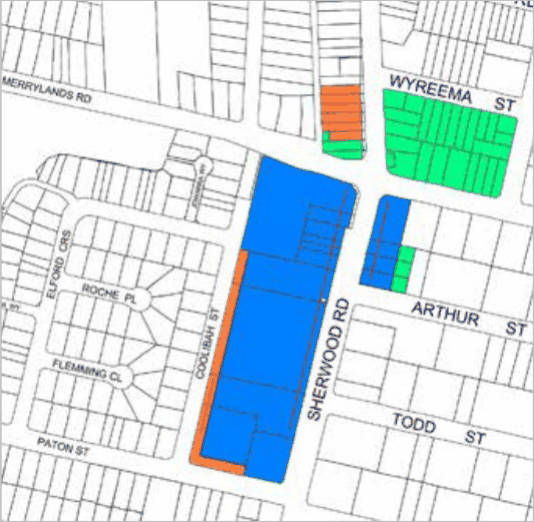 WYREEMA ST
MERRYLANDS RD
ELFORD CRS
ROCHE PL
COOLIBAH ST
SHERWOOD RD
ARTHUR ST
FLEMMING CL
TODD ST
PATON ST